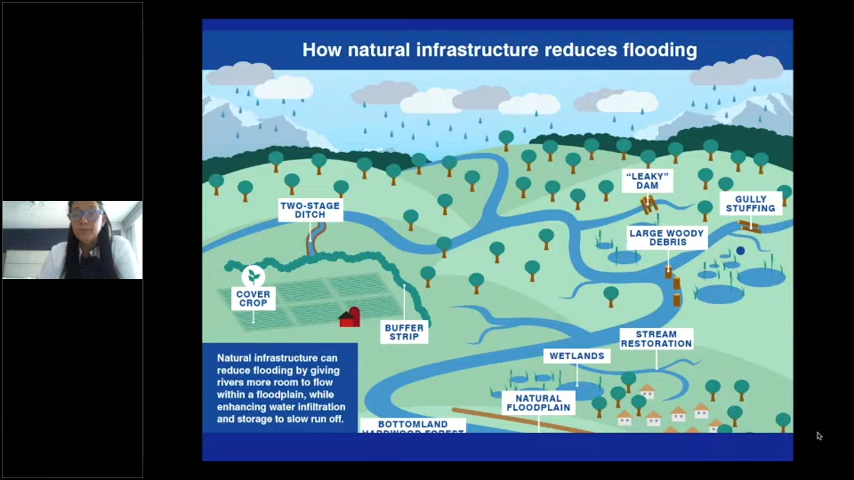 How natural infrastructure reduces flooding
"LEAKY"
DAM
GULLY
STUFFING
TWO-STAGE
DITCH
LARGE WOODY
DEBRIS
COVER
CROP
BUFFER
STRIP
STREAM
RESTORATION
WETLANDS
Natural infrastructure can
reduce flooding by giving
rivers more room to flow
within a floodplain, while
enhancing water infiltration
and storage to slow run off.
NATURAL
FLOODPLAIN
BOTTOMLAND
HARDWOOD FOREST